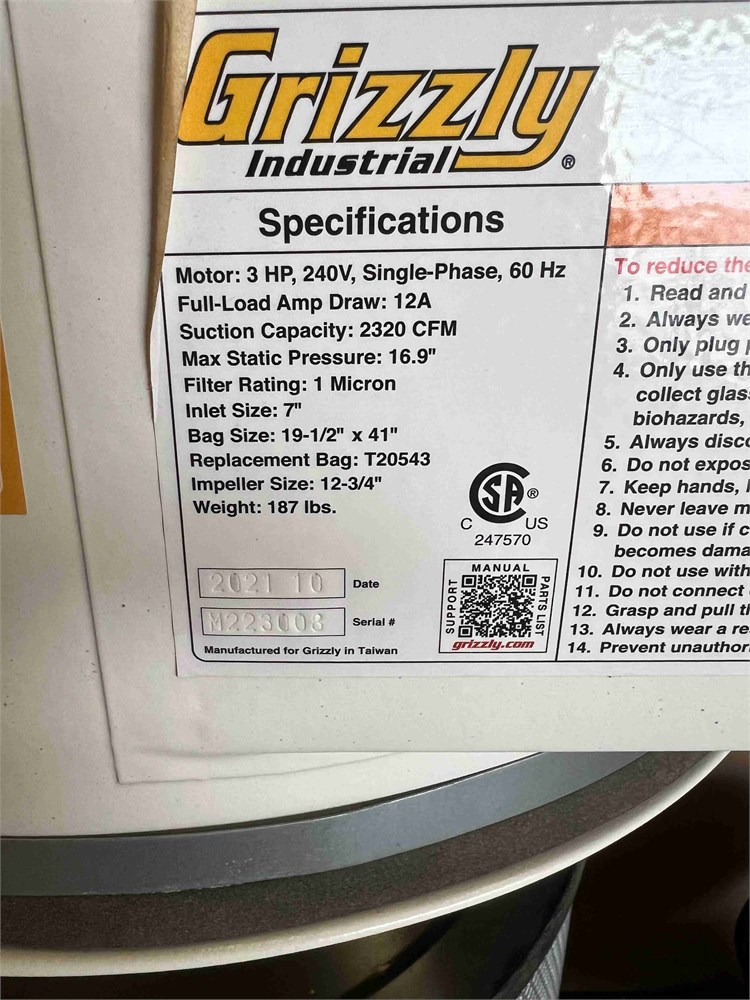 Grizzly
Industrial ®
Specifications
Motor: 3 HP, 240V, Single-Phase, 60 Hz
Full-Load Amp Draw: 12A
Suction Capacity: 2320 CFM
Max Static Pressure: 16.9"
Filter Rating: 1 Micron
Inlet Size: 7"
Bag Size: 19-1/2" x 41"
Replacement Bag: T20543
Impeller Size: 12-3/4"
Weight: 187 lbs.
SA ®
C US
247570
2021 10 Date
M223008 Serial #
Manufactured for Grizzly in Taiwan
MANUAL
SUPPORT
PARTS LIST
grizzly.com
To reduce the
1. Read and
2. Always we
3. Only plug
4. Only use th
collect glas
biohazards,
5. Always disco
6. Do not expos
7. Keep hands,
8. Never leave m
9. Do not use if c
becomes dama
10. Do not use with
11. Do not connect
12. Grasp and pull th
13. Always wear a re
14. Prevent unauthor